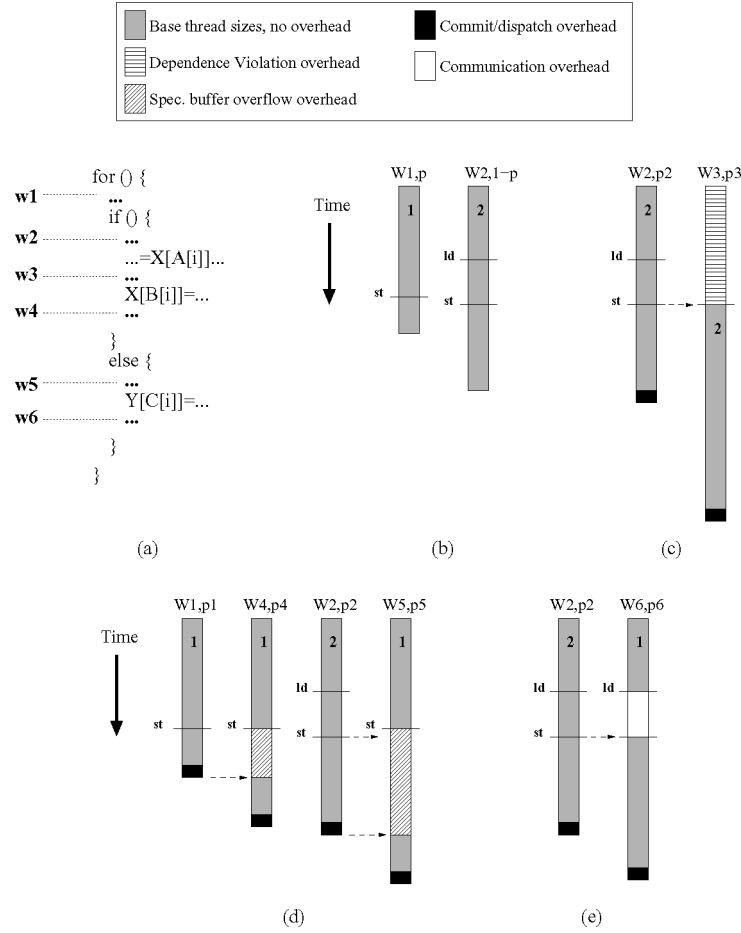 Base thread sizes, no overhead
Commit/dispatch overhead
Dependence Violation overhead
Communication overhead
Spec. buffer overflow overhead
for () {
w1 ...
if () {
w2 ...
...=X[A[i]]...
w3 ...
X[B[i]]=...
w4 ...
}
else {
w5 ...
Y[C[i]]=...
w6 ...
}
}
(a)
Time
W1,p W2,1-p
1 2
ld
st st
(b)
W2,p2 W3,p3
2
ld
st
2
(c)
Time
W1,p1 W4,p4 W2,p2 W5,p5
1 1 2 1
ld
st st st st
(d)
W2,p2 W6,p6
2 1
ld ld
st
(e)